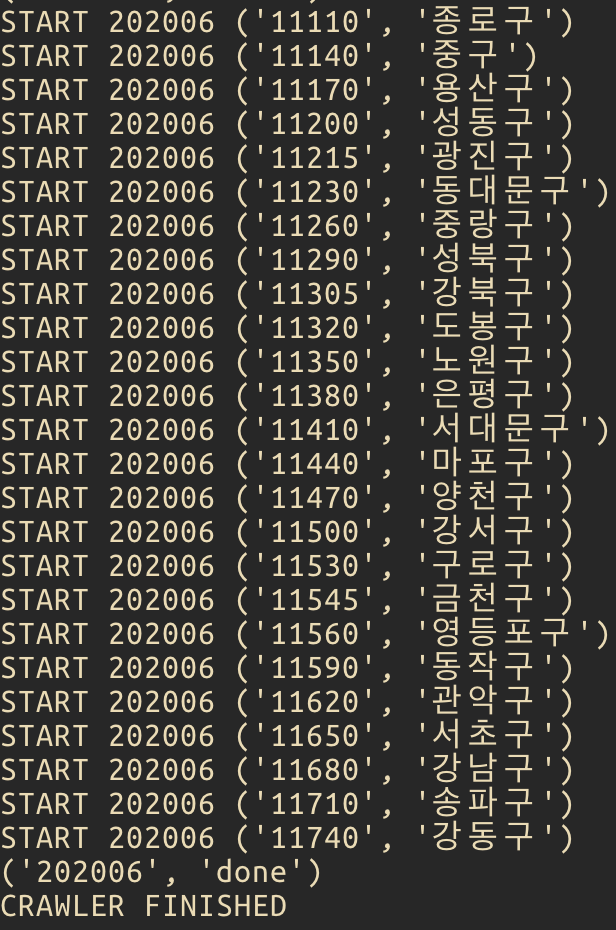 START 202006 ('11110', '종로구')
START 202006 ('11140', '중구')
START 202006 ('11170', '용산구')
START 202006 ('11200', '성동구')
START 202006 ('11215', '광진구')
START 202006 ('11230', '동대문구')
START 202006 ('11260', '중랑구')
START 202006 ('11290', '성북구')
START 202006 ('11305', '강북구')
START 202006 ('11320', '도봉구')
START 202006 ('11350', '노원구')
START 202006 ('11380', '은평구')
START 202006 ('11410', '서대문구')
START 202006 ('11440', '마포구')
START 202006 ('11470', '양천구')
START 202006 ('11500', '강서구')
START 202006 ('11530', '구로구')
START 202006 ('11545', '금천구')
START 202006 ('11560', '영등포구')
START 202006 ('11590', '동작구')
START 202006 ('11620', '관악구')
START 202006 ('11650', '서초구')
START 202006 ('11680', '강남구')
START 202006 ('11710', '송파구')
START 202006 ('11740', '강동구')
('202006', 'done')
CRAWLER FINISHED